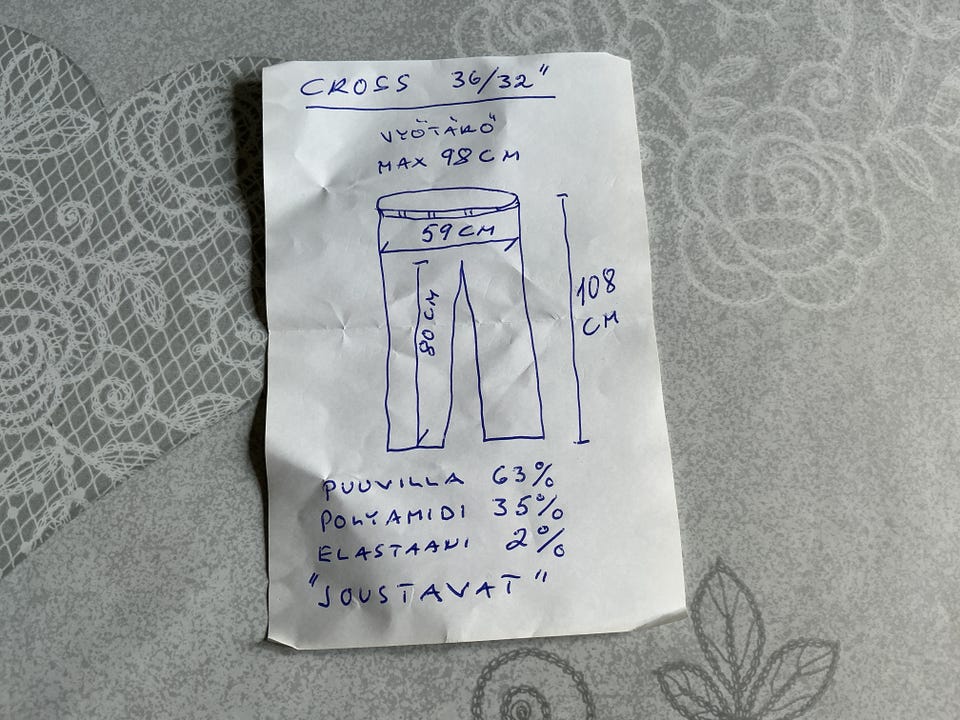 CROSS 36/32"
VYÖTÄRÖ
MAX 98 CM
59 CM
80 CM
108
CM
PUUVILLA 63%
POLYAMIDI 35%
ELASTAANI 2%
"JOUSTAVAT"